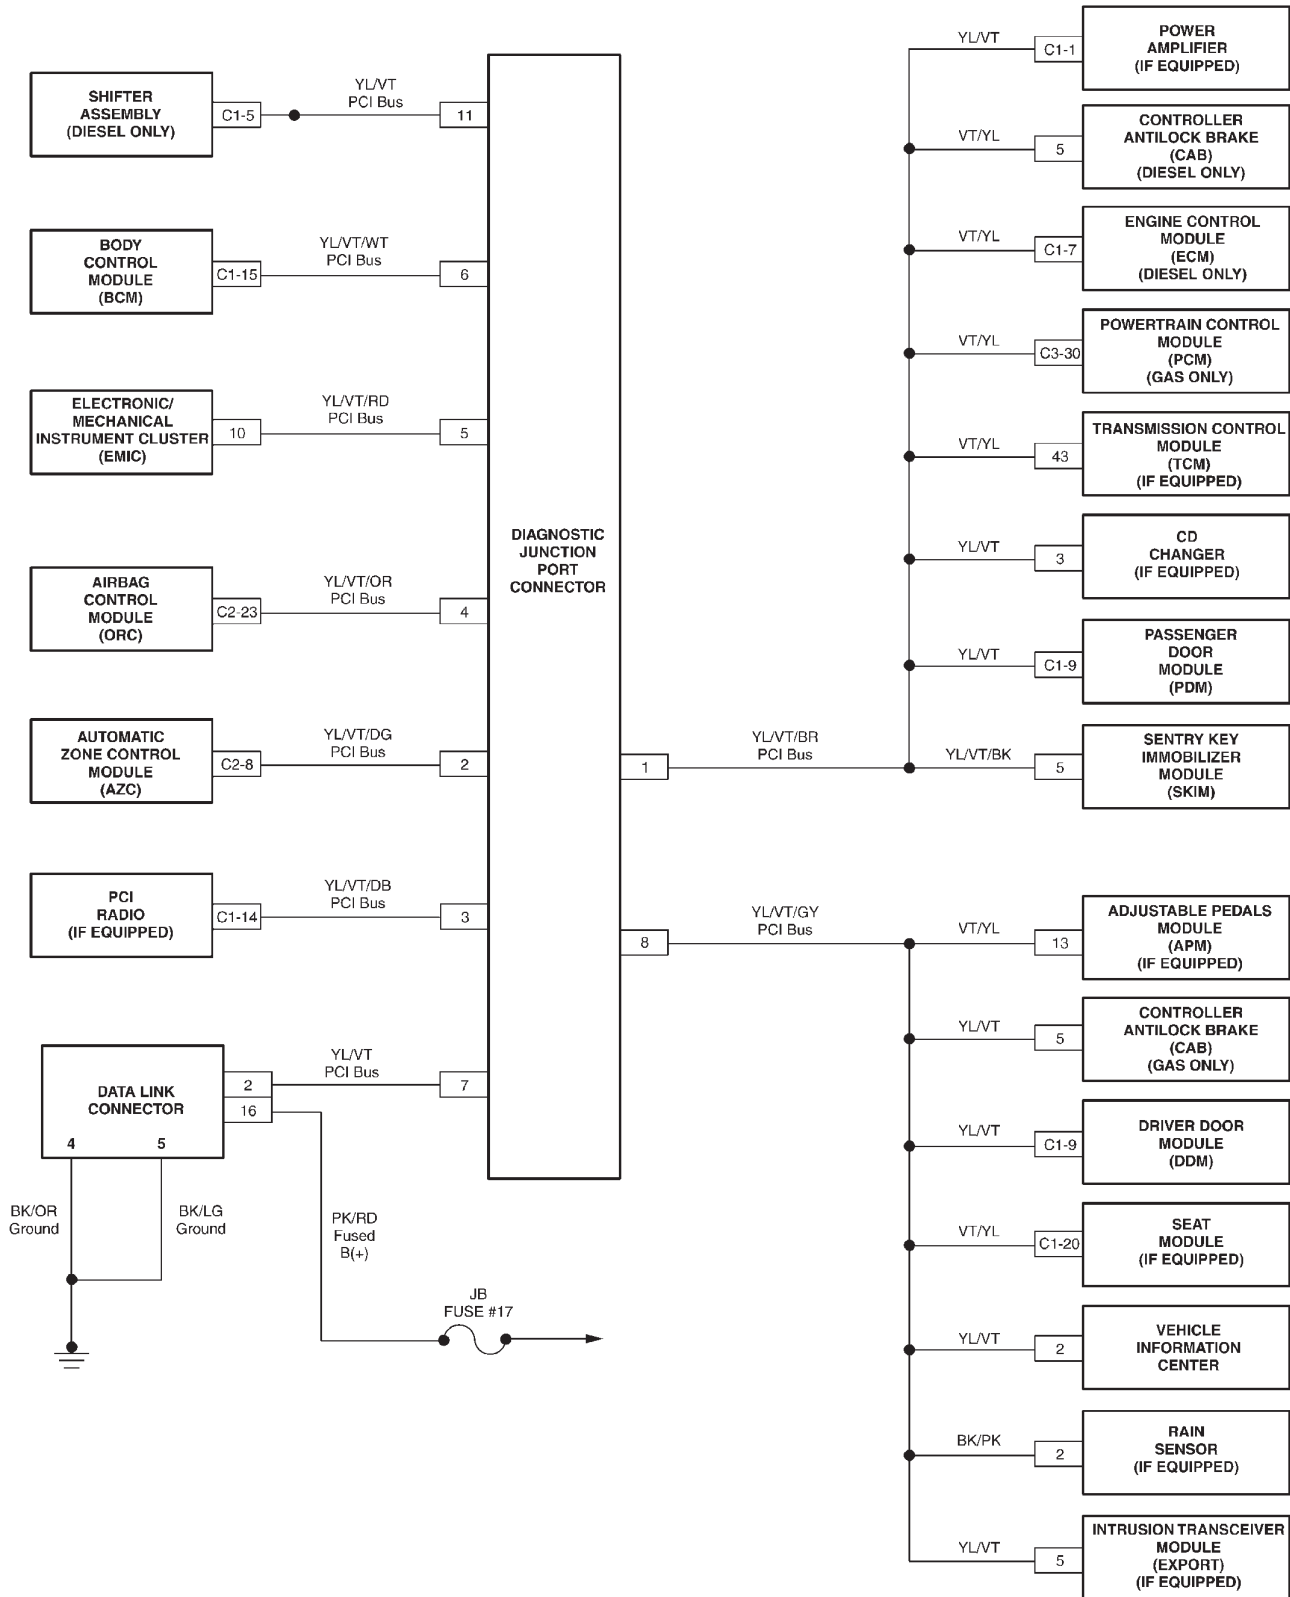 SHIFTER
ASSEMBLY
(DIESEL ONLY)
C1-5
YL/VT
PCI Bus
11
BODY
CONTROL
MODULE
(BCM)
C1-15
YL/VT/WT
PCI Bus
6
ELECTRONIC/
MECHANICAL
INSTRUMENT CLUSTER
(EMIC)
10
YL/VT/RD
PCI Bus
5
AIRBAG
CONTROL
MODULE
(ORC)
C2-23
YL/VT/OR
PCI Bus
4
AUTOMATIC
ZONE CONTROL
MODULE
(AZC)
C2-8
YL/VT/DG
PCI Bus
2
PCI
RADIO
(IF EQUIPPED)
C1-14
YL/VT/DB
PCI Bus
3
DATA LINK
CONNECTOR
4
5
2
16
YL/VT
PCI Bus
7
BK/OR
Ground
BK/LG
Ground
PK/RD
Fused
B(+)
JB
FUSE #17
DIAGNOSTIC
JUNCTION
PORT
CONNECTOR
1
YL/VT/BR
PCI Bus
8
YL/VT/GY
PCI Bus
YL/VT
C1-1
POWER
AMPLIFIER
(IF EQUIPPED)
VT/YL
5
CONTROLLER
ANTILOCK BRAKE
(CAB)
(DIESEL ONLY)
VT/YL
C1-7
ENGINE CONTROL
MODULE
(ECM)
(DIESEL ONLY)
VT/YL
C3-30
POWERTRAIN CONTROL
MODULE
(PCM)
(GAS ONLY)
VT/YL
43
TRANSMISSION CONTROL
MODULE
(TCM)
(IF EQUIPPED)
YL/VT
3
CD
CHANGER
(IF EQUIPPED)
YL/VT
C1-9
PASSENGER
DOOR
MODULE
(PDM)
YL/VT/BK
5
SENTRY KEY
IMMOBILIZER
MODULE
(SKIM)
VT/YL
13
ADJUSTABLE PEDALS
MODULE
(APM)
(IF EQUIPPED)
YL/VT
5
CONTROLLER
ANTILOCK BRAKE
(CAB)
(GAS ONLY)
YL/VT
C1-9
DRIVER DOOR
MODULE
(DDM)
VT/YL
C1-20
SEAT
MODULE
(IF EQUIPPED)
YL/VT
2
VEHICLE
INFORMATION
CENTER
BK/PK
2
RAIN
SENSOR
(IF EQUIPPED)
YL/VT
5
INTRUSION TRANSCEIVER
MODULE
(EXPORT)
(IF EQUIPPED)